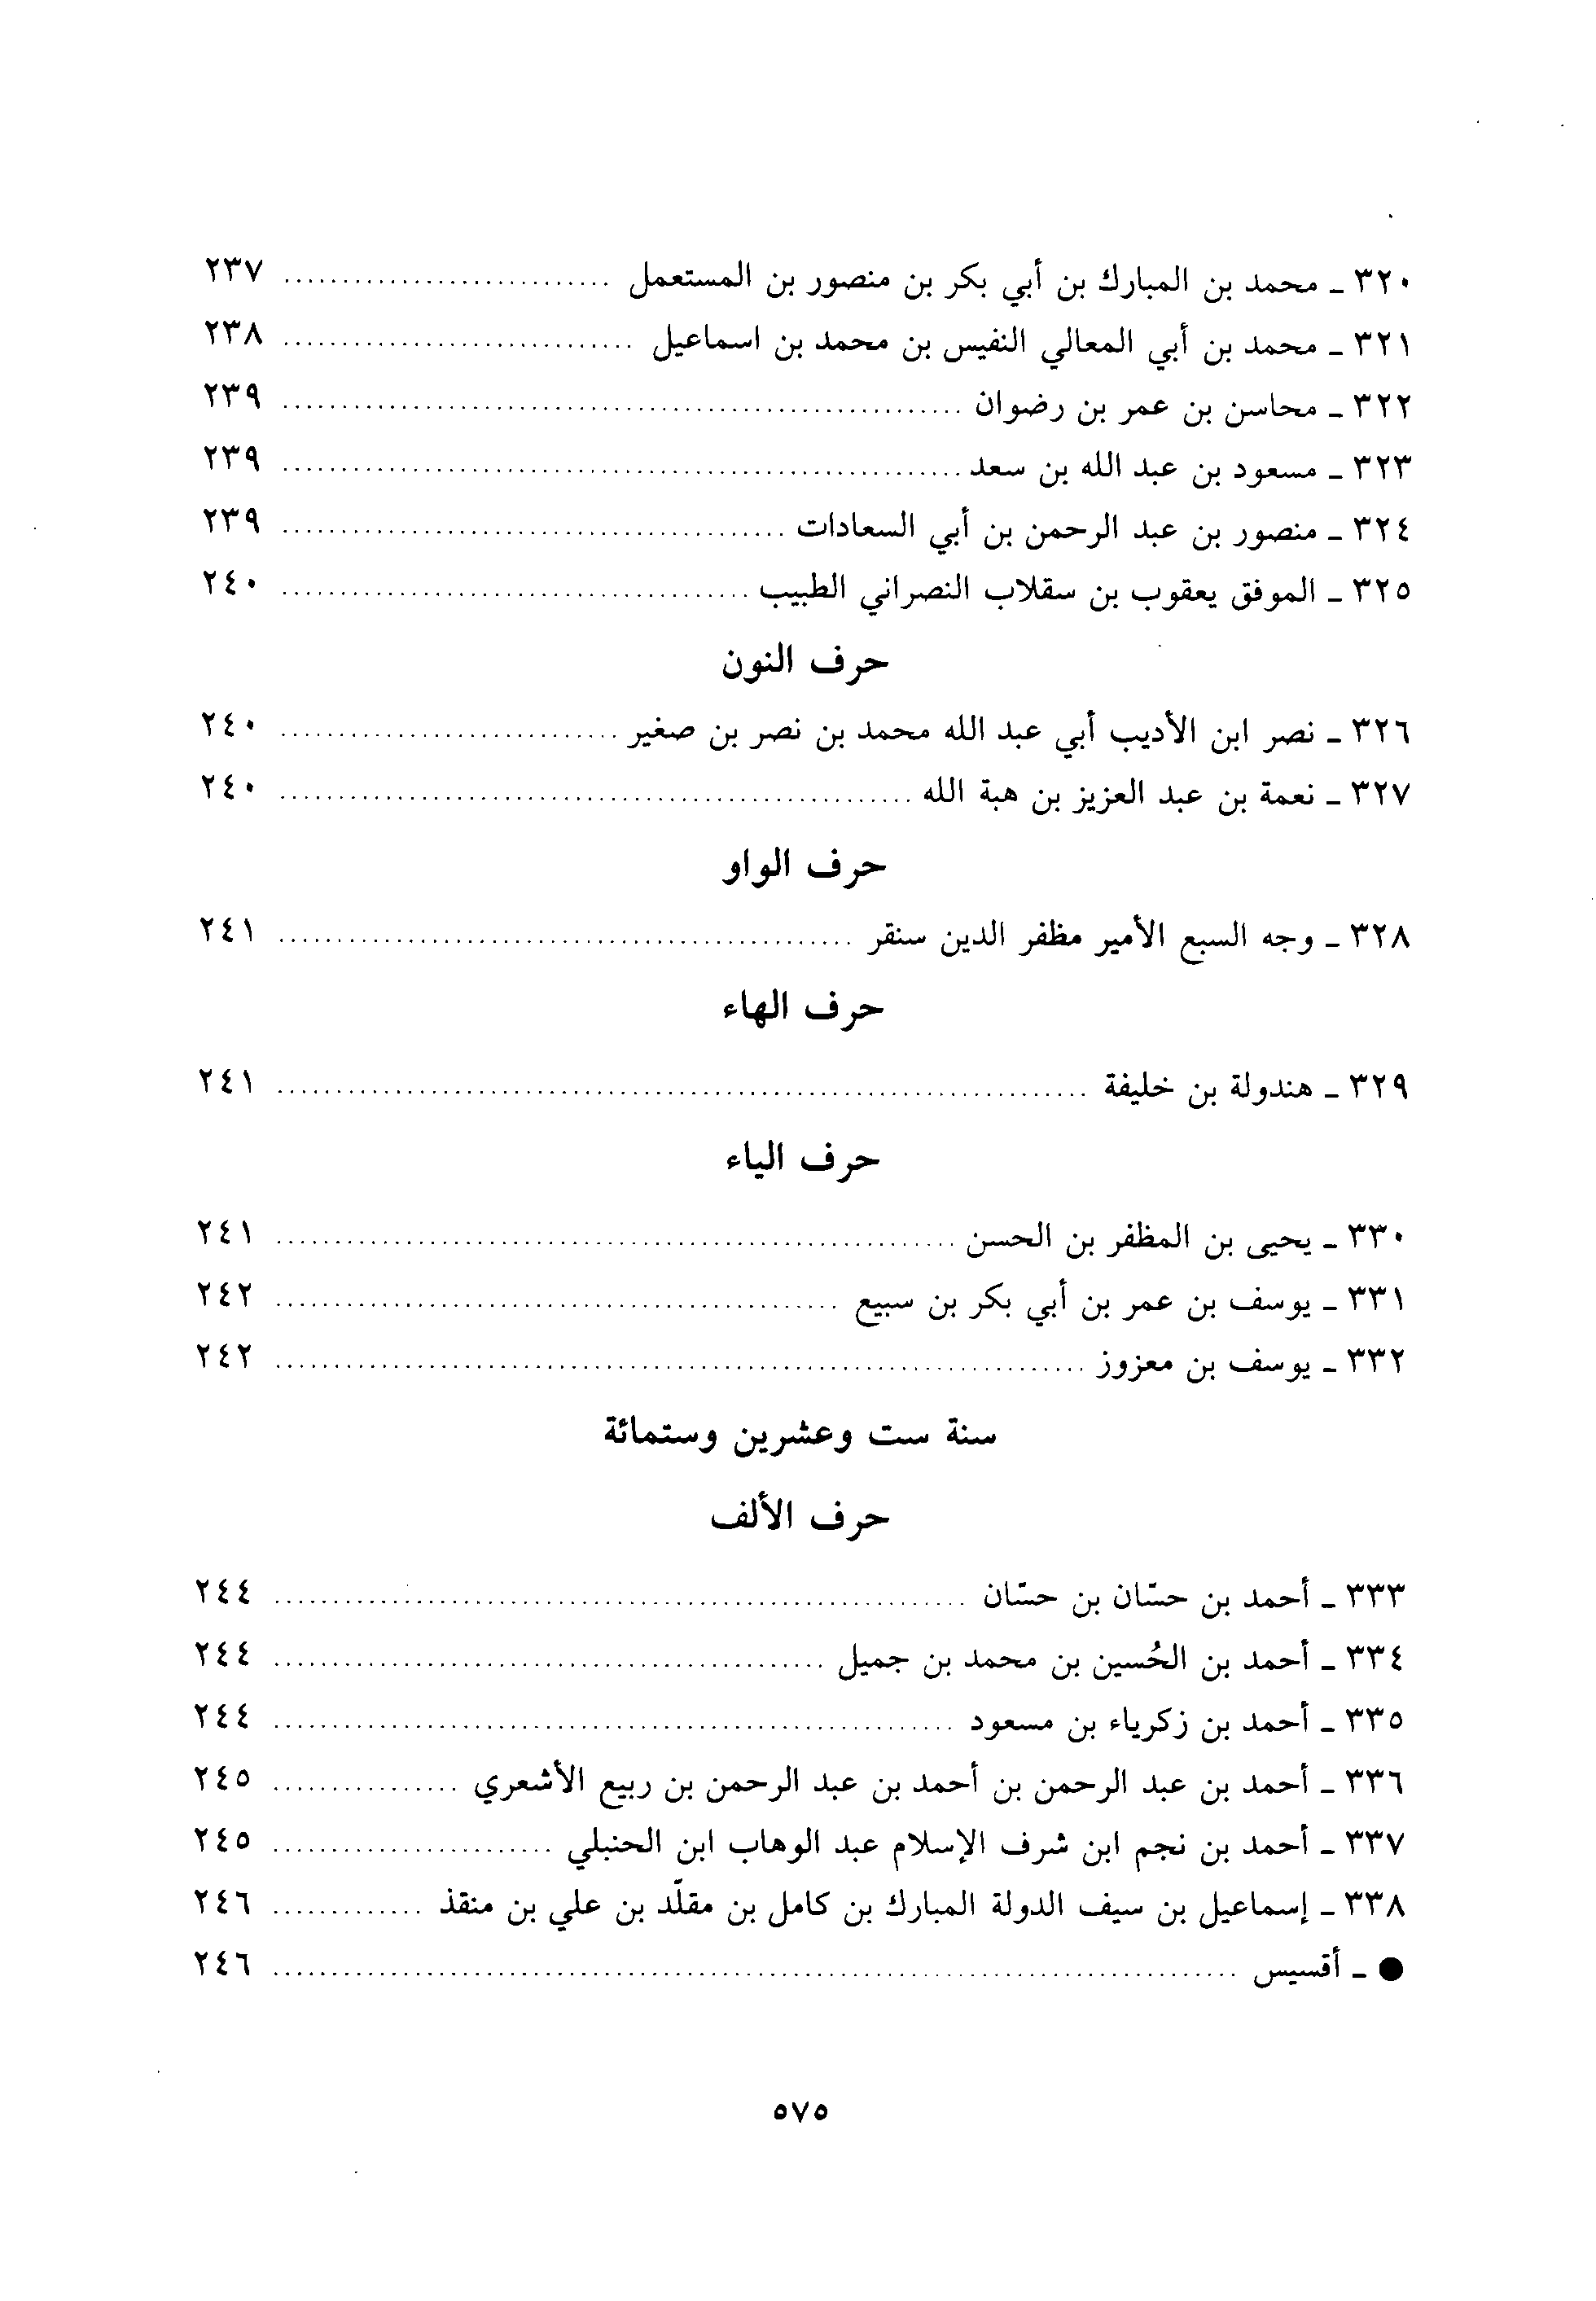 ٣٢٠ ـ محمد بن المبارك بن أبي بكر بن منصور بن المستعمل ............................ ٢٣٧
٣٢١ ـ محمد بن أبي المعالي النفيس بن محمد بن اسماعيل ............................ ٢٣٨
٣٢٢ ـ محاسن بن عمر بن رضوان ............................ ٢٣٩
٣٢٣ ـ مسعود بن عبد الله بن سعد ............................ ٢٣٩
٣٢٤ ـ منصور بن عبد الرحمن بن أبي السعادات ............................ ٢٣٩
٣٢٥ ـ الموفق يعقوب بن سقلاب النصراني الطبيب ............................ ٢٤٠
حرف النون
٣٢٦ ـ نصر ابن الأديب أبي عبد الله محمد بن نصر بن صغير ............................ ٢٤٠
٣٢٧ ـ نعمة بن عبد العزيز بن هبة الله ............................ ٢٤٠
حرف الواو
٣٢٨ ـ وجه السبع الأمير مظفر الدين سنقر ............................ ٢٤١
حرف الهاء
٣٢٩ ـ هندولة بن خليفة ............................ ٢٤١
حرف الياء
٣٣٠ ـ يحيى بن المظفر بن الحسن ............................ ٢٤١
٣٣١ ـ يوسف بن عمر بن أبي بكر بن سبيع ............................ ٢٤٢
٣٣٢ ـ يوسف بن معزوز ............................ ٢٤٢
سنة ست وعشرين وستمائة
حرف الألف
٣٣٣ ـ أحمد بن حسّان بن حسّان ............................ ٢٤٤
٣٣٤ ـ أحمد بن الحُسين بن محمد بن جميل ............................ ٢٤٤
٣٣٥ ـ أحمد بن زكرياء بن مسعود ............................ ٢٤٤
٣٣٦ ـ أحمد بن عبد الرحمن بن أحمد بن عبد الرحمن بن ربيع الأشعري ................ ٢٤٥
٣٣٧ ـ أحمد بن نجم ابن شرف الإسلام عبد الوهاب ابن الحنبلي ........................ ٢٤٥
٣٣٨ ـ إسماعيل بن سيف الدولة المبارك بن كامل بن مقلّد بن علي بن منقذ ............. ٢٤٦
● ـ أقسيس ............................ ٢٤٦
٥٧٥